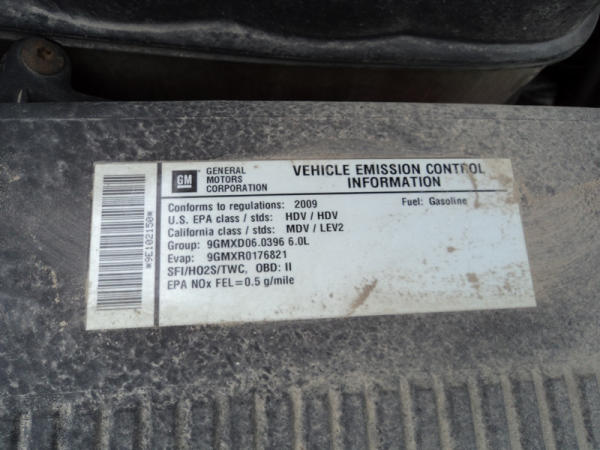 GM
GENERAL
MOTORS
CORPORATION
VEHICLE EMISSION CONTROL
INFORMATION
Conforms to regulations: 2009
Fuel: Gasoline
U.S. EPA class / stds: HDV / HDV
California class / stds: MDV / LEV2
Group: 9GMXD06.0396 6.0L
Evap: 9GMXR0176821
SFI/HO2S/TWC, OBD: II
EPA NOx FEL=0.5 g/mile
*9E102150*